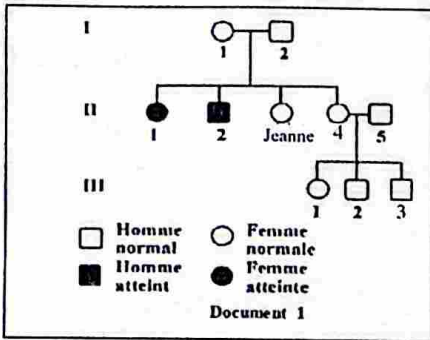 I
1 2
II
1 2 Jeanne 4 5
III
1 2 3
Homme normal
Femme normale
Homme atteint
Femme atteinte
Document 1